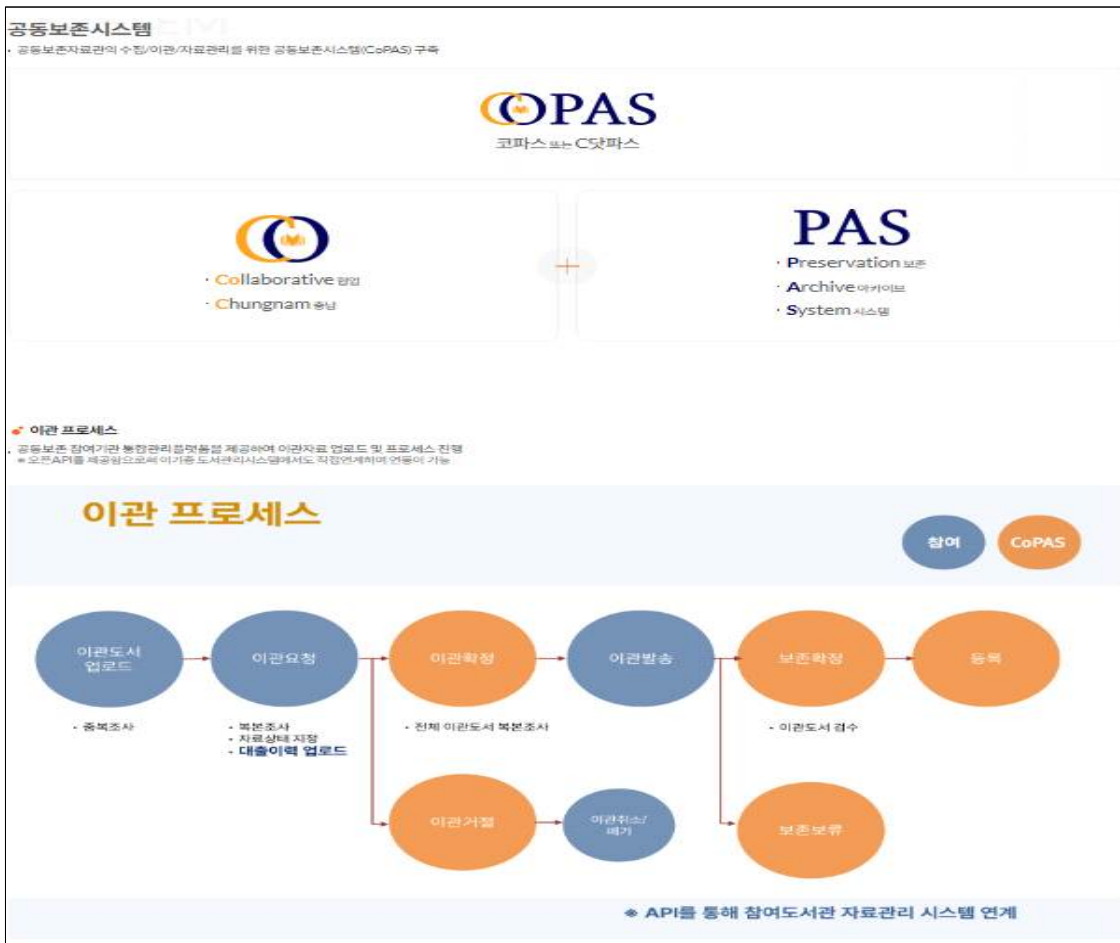 공동보존시스템
· 공동보존자료관의 수집/이관/자료관리를 위한 공동보존시스템(CoPAS) 구축
COPAS
코파스 또는 C닷파스
CO
PAS
· Collaborative 협업
· Chungnam 충남
+
· Preservation 보존
· Archive 아카이브
· System 시스템
이관 프로세스
· 공동보존 참여기관 통합관리플랫폼을 제공하여 이관자료 업로드 및 프로세스 진행
※ 오픈API를 제공함으로써 이기종 도서관리시스템에서도 직접연계하여 연동이 가능
이관 프로세스
참여
CoPAS
이관도서
업로드
이관요청
이관확정
이관발송
보존확정
등록
· 중복조사
· 복본조사
· 자료상태 지정
· 대출이력 업로드
· 전체 이관도서 복본조사
· 이관도서 검수
이관거절
이관취소/
폐기
보존보류
※ API를 통해 참여도서관 자료관리 시스템 연계